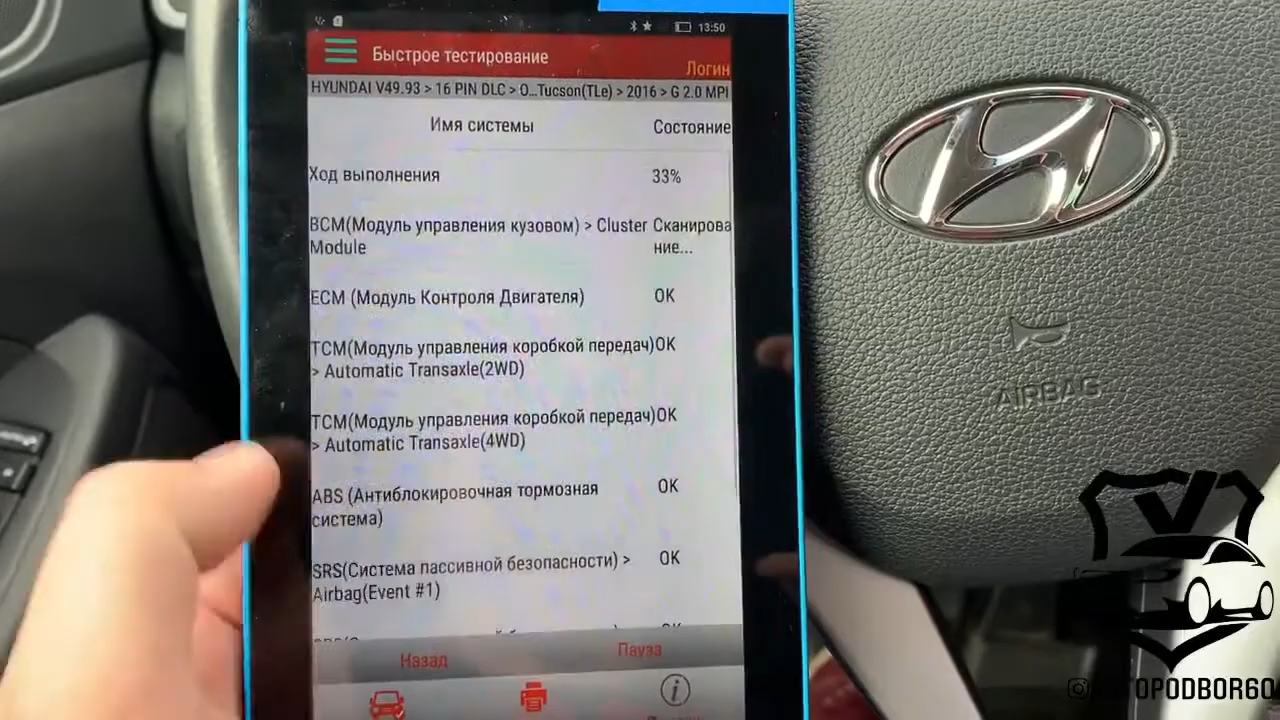 13:50
Быстрое тестирование
Логин
HYUNDAI V49.93 > 16 PIN DLC > O...Tucson(TLe) > 2016 > G 2.0 MPI
Имя системы Состояние
Ход выполнения 33%
BCM(Модуль управления кузовом) > Cluster Сканирова
Module ние...
ECM (Модуль Контроля Двигателя) OK
TCM(Модуль управления коробкой передач)OK
> Automatic Transaxle(2WD)
TCM(Модуль управления коробкой передач)OK
> Automatic Transaxle(4WD)
ABS (Антиблокировочная тормозная OK
система)
SRS(Система пассивной безопасности) > OK
Airbag(Event #1)
Назад Пауза
AIRBAG